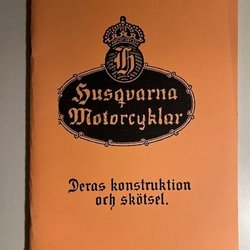 H
Husqvarna
Motorcyklar
Deras konstruktion
och skötsel.